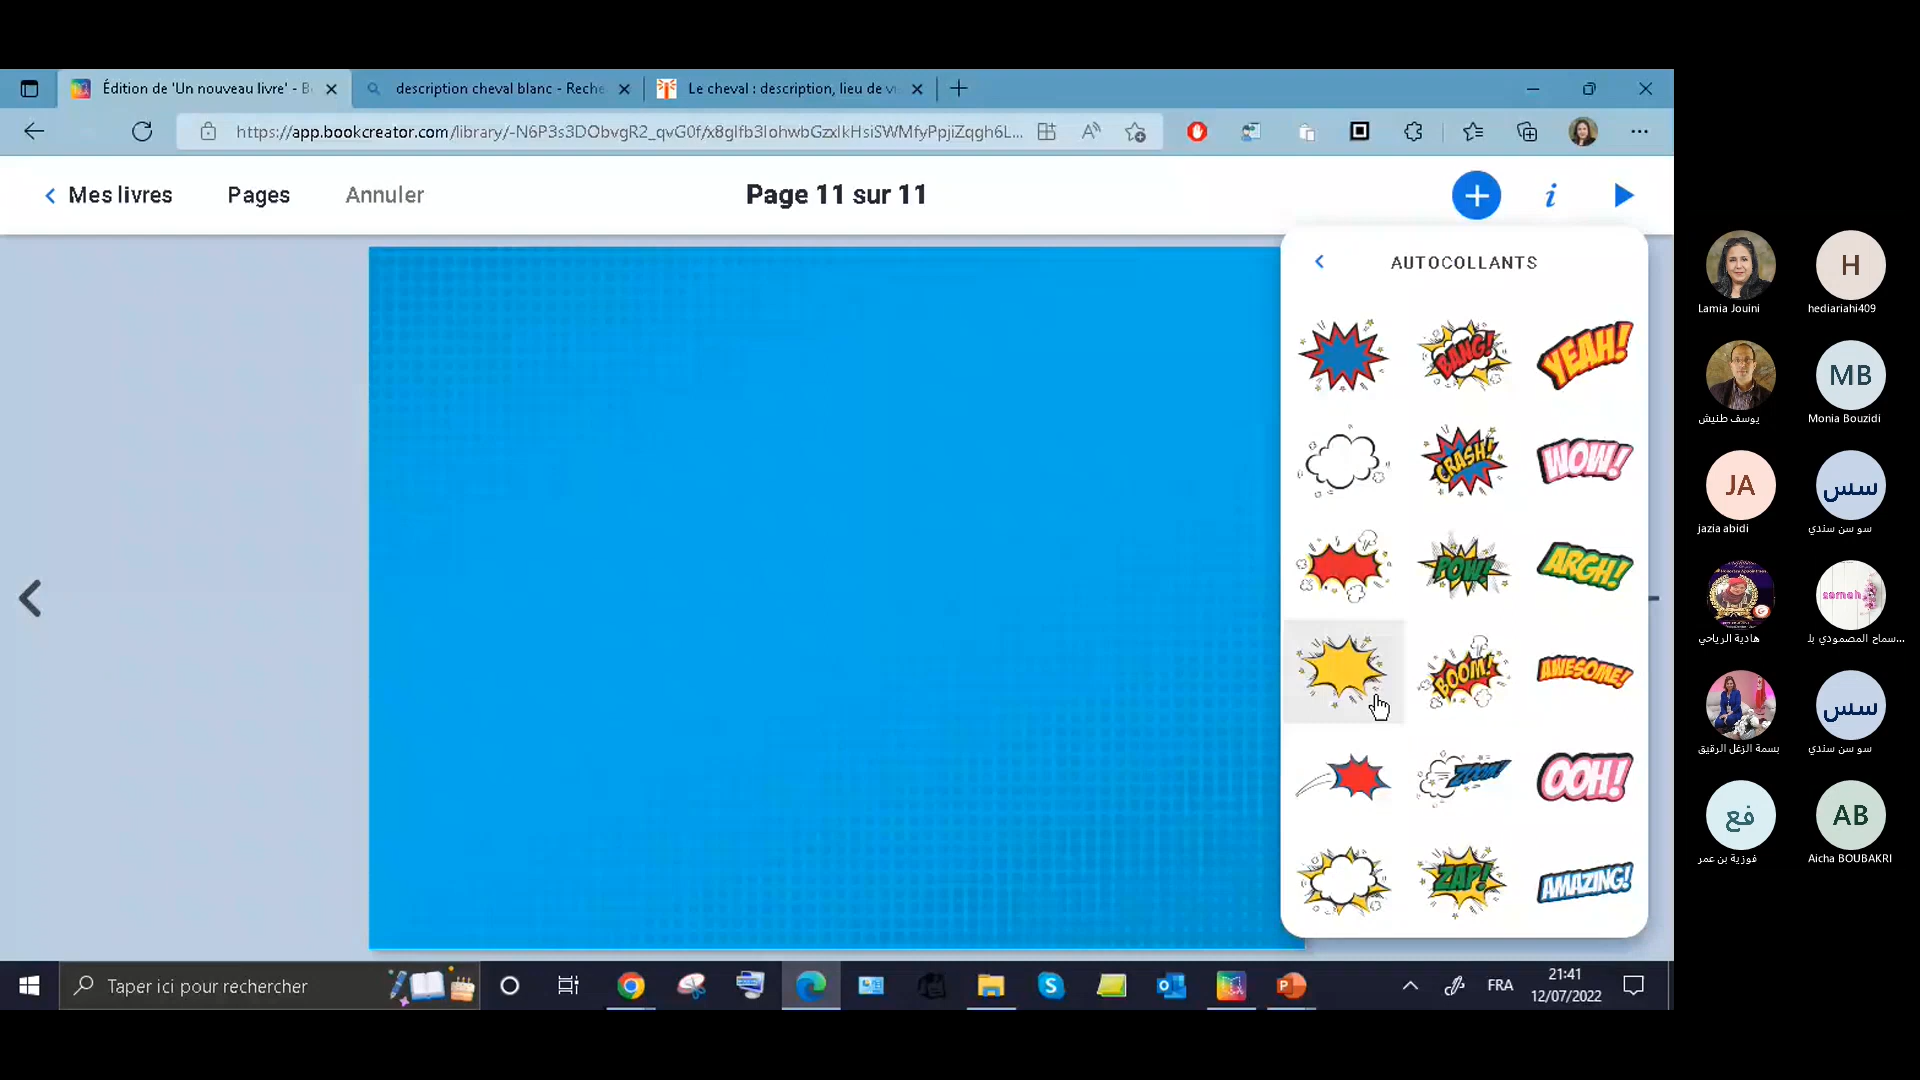 Édition de 'Un nouveau livre' - B
description cheval blanc - Reche
Le cheval : description, lieu de v
https://app.bookcreator.com/library/-N6P3s3DObvgR2_qvG0f/x8glfb3IohwbGzxIkHsiSWMfyPpjiZqgh6L...
Mes livres
Pages
Annuler
Page 11 sur 11
AUTOCOLLANTS
BANG!
YEAH!
CRASH!
WOW!
POW!
ARGH!
BOOM!
AWESOME!
ZOOM!
OOH!
ZAP!
AMAZING!
H
Lamia Jouini
hediariahi409
MB
يوسف طنيش
Monia Bouzidi
JA
سس
jazia abidi
سو سن سندي
samah
هادية الرياحي
سماح المصمودي بل...
سس
بسمة الزغل الرقيق
سو سن سندي
فع
AB
فوزية بن عمر
Aicha BOUBAKRI
Taper ici pour rechercher
FRA
21:41
12/07/2022